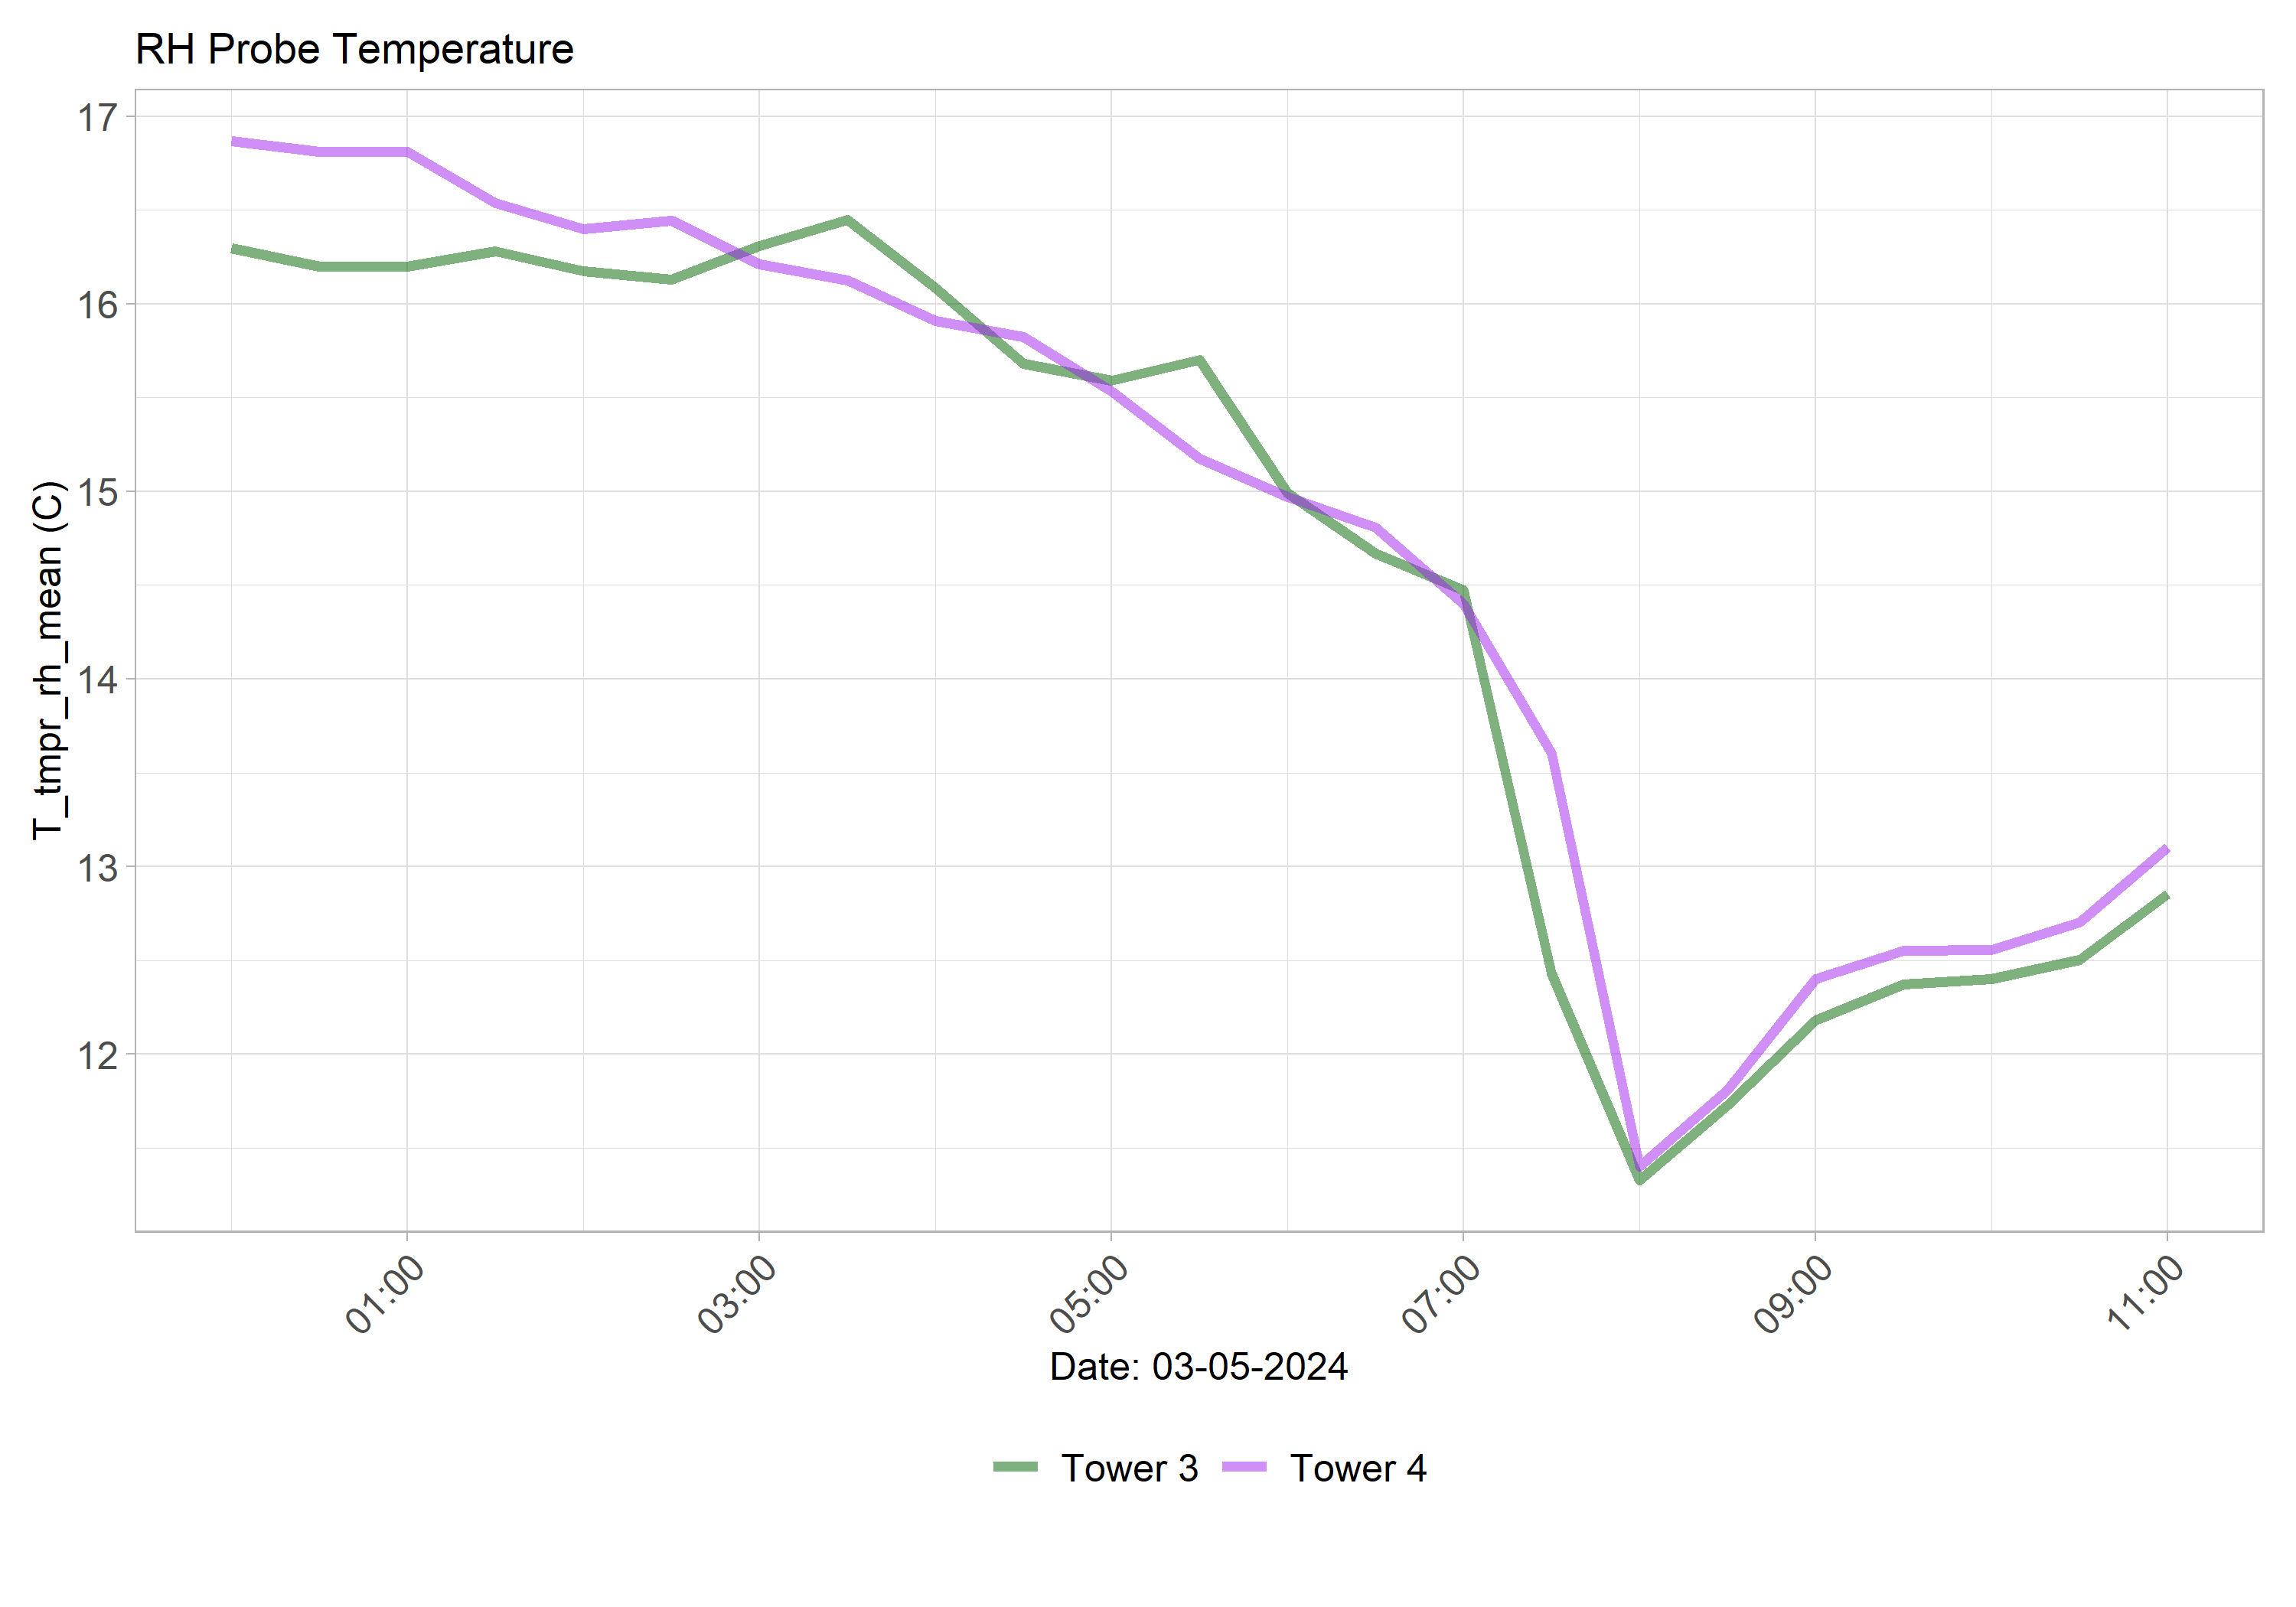 RH Probe Temperature
T_tmpr_rh_mean (C)
17
16
15
14
13
12
01:00
03:00
05:00
07:00
09:00
11:00
Date: 03-05-2024
Tower 3
Tower 4